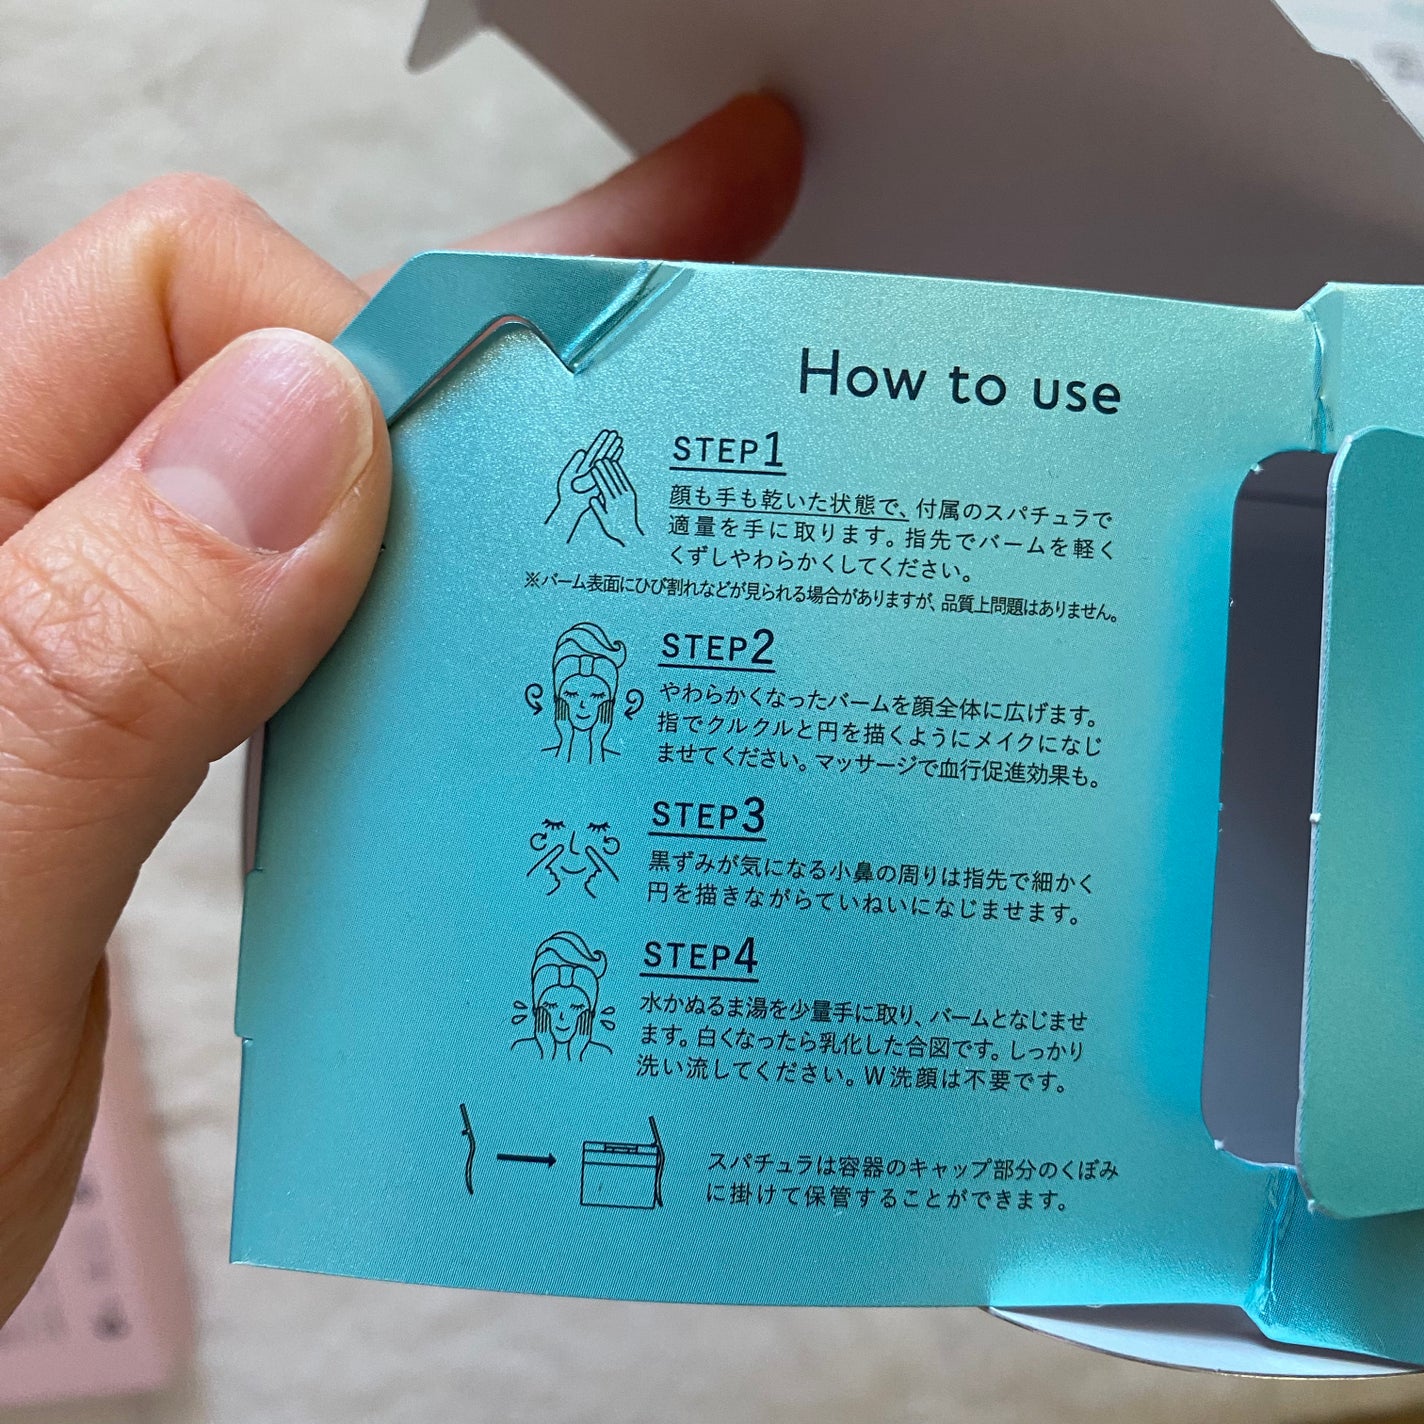 How to use
STEP1
顔も手も乾いた状態で、付属のスパチュラで
適量を手に取ります。指先でバームを軽く
くずしやわらかくしてください。
※バーム表面にひび割れなどが見られる場合がありますが、品質上問題はありません。
STEP2
やわらかくなったバームを顔全体に広げます。
指でクルクルと円を描くようにメイクになじ
ませてください。マッサージで血行促進効果も。
STEP3
黒ずみが気になる小鼻の周りは指先で細かく
円を描きながらていねいになじませます。
STEP4
水かぬるま湯を少量手に取り、バームとなじませ
ます。白くなったら乳化した合図です。しっかり
洗い流してください。W洗顔は不要です。
スパチュラは容器のキャップ部分のくぼみ
に掛けて保管することができます。